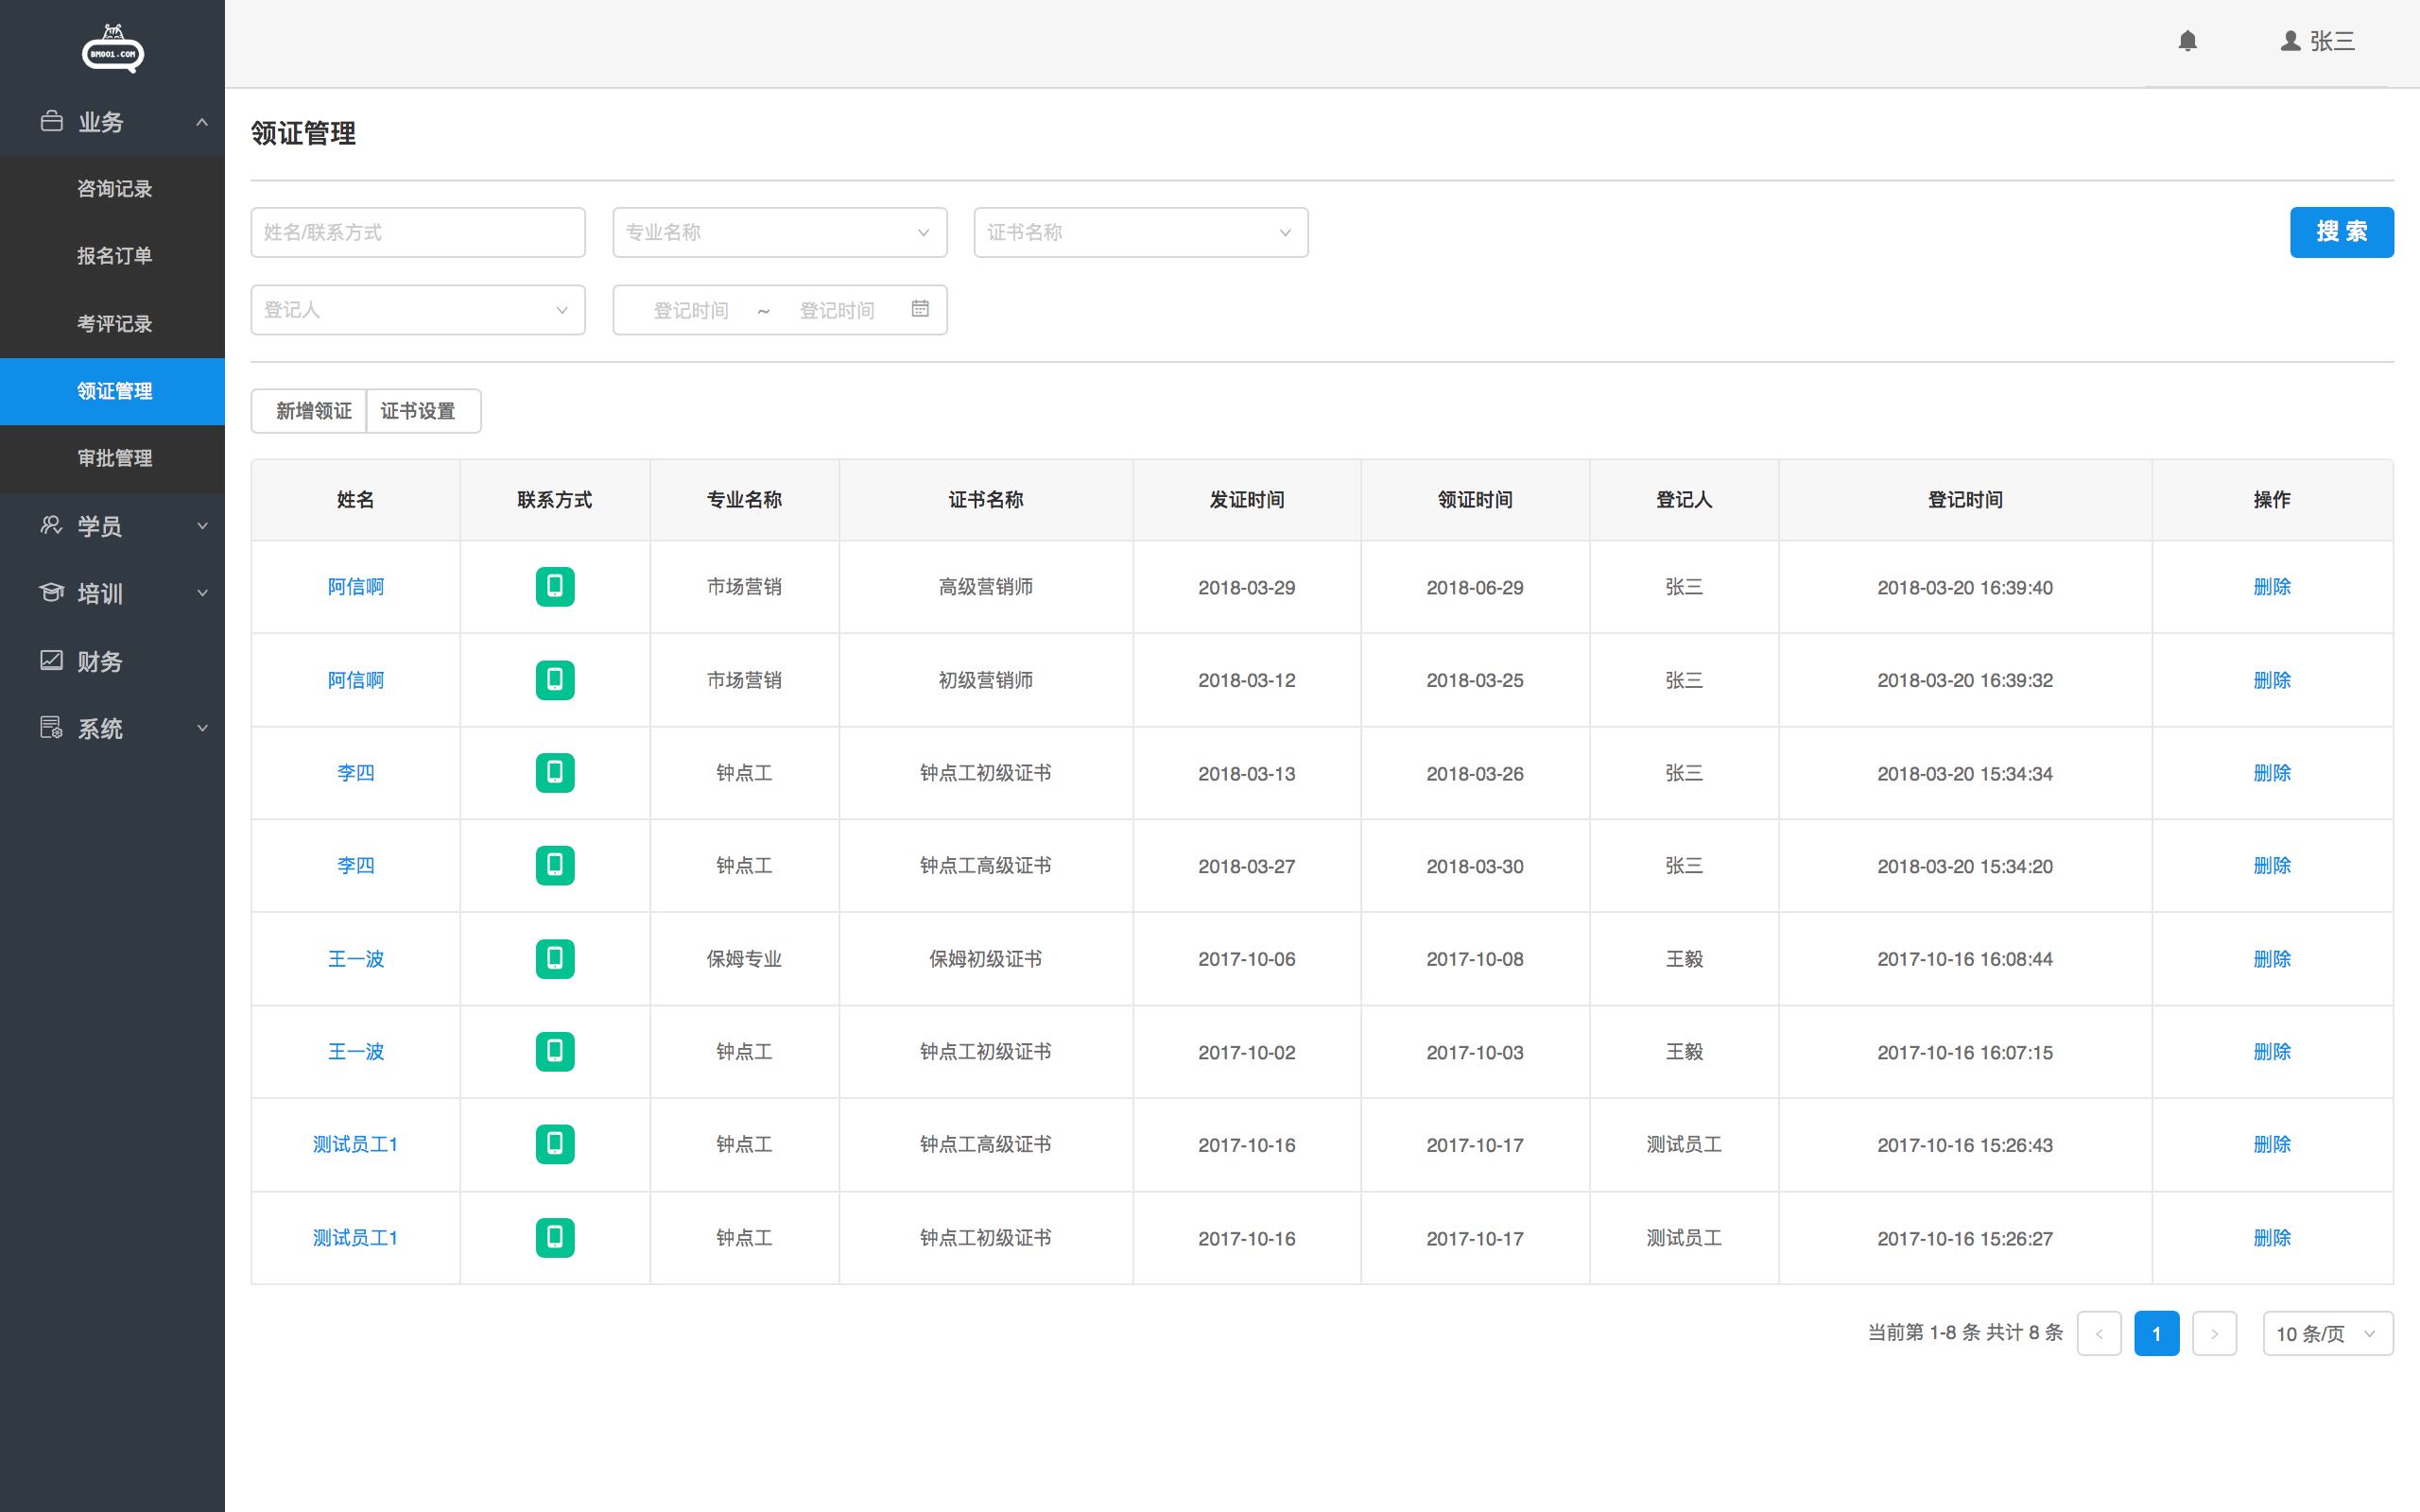 BM001.COM
张三
业务
咨询记录
报名订单
考评记录
领证管理
审批管理
学员
培训
财务
系统
领证管理
姓名/联系方式 专业名称 证书名称 搜 索
登记人 登记时间 ~ 登记时间
新增领证 证书设置
姓名 联系方式 专业名称 证书名称 发证时间 领证时间 登记人 登记时间 操作
阿信啊 市场营销 高级营销师 2018-03-29 2018-06-29 张三 2018-03-20 16:39:40 删除
阿信啊 市场营销 初级营销师 2018-03-12 2018-03-25 张三 2018-03-20 16:39:32 删除
李四 钟点工 钟点工初级证书 2018-03-13 2018-03-26 张三 2018-03-20 15:34:34 删除
李四 钟点工 钟点工高级证书 2018-03-27 2018-03-30 张三 2018-03-20 15:34:20 删除
王一波 保姆专业 保姆初级证书 2017-10-06 2017-10-08 王毅 2017-10-16 16:08:44 删除
王一波 钟点工 钟点工初级证书 2017-10-02 2017-10-03 王毅 2017-10-16 16:07:15 删除
测试员工1 钟点工 钟点工高级证书 2017-10-16 2017-10-17 测试员工 2017-10-16 15:26:43 删除
测试员工1 钟点工 钟点工初级证书 2017-10-16 2017-10-17 测试员工 2017-10-16 15:26:27 删除
当前第 1-8 条 共计 8 条 < 1 > 10 条/页